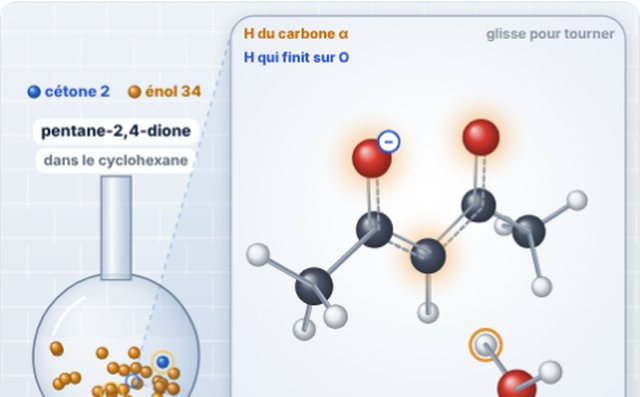 H du carbone α
glisse pour tourner
H qui finit sur O
cétone 2
énol 34
pentane-2,4-dione
dans le cyclohexane
−